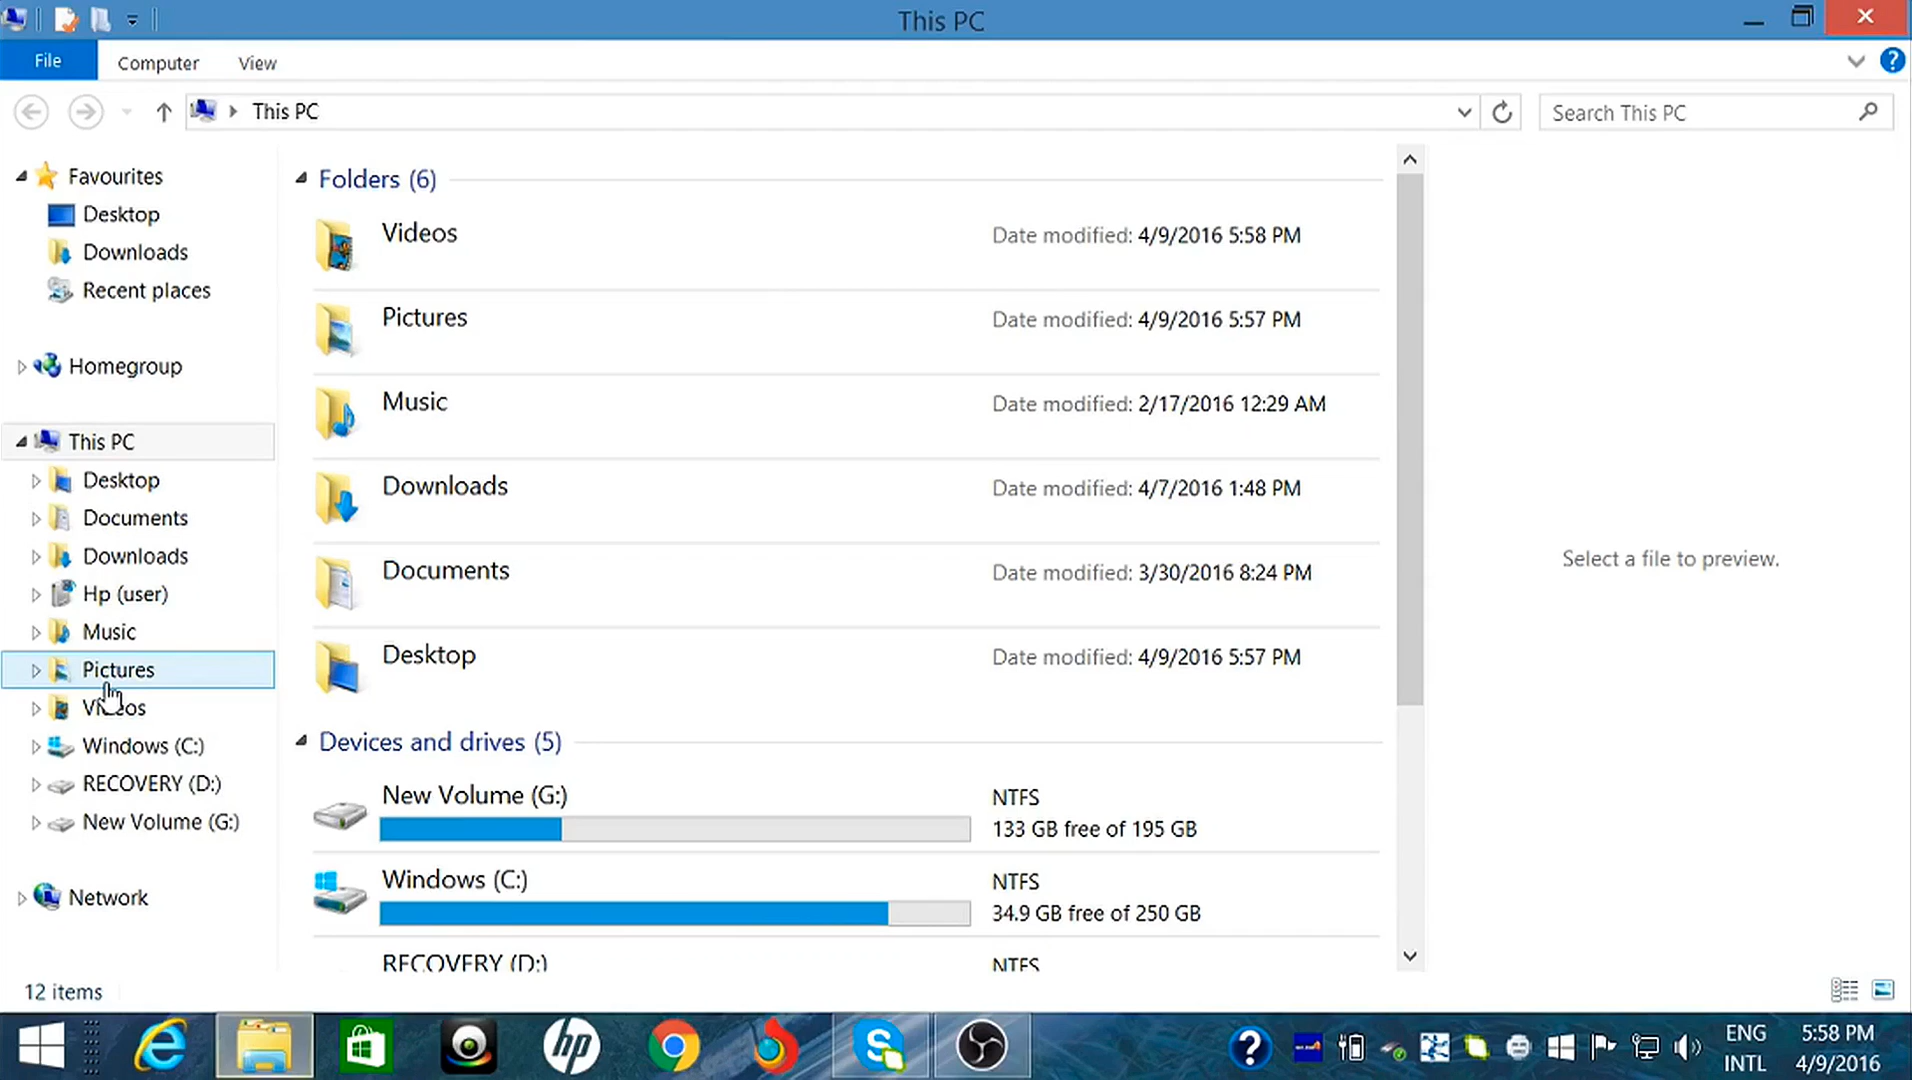 This PC
File
Computer
View
?
This PC
Search This PC
Favourites
Desktop
Downloads
Recent places
Homegroup
This PC
Desktop
Documents
Downloads
Hp (user)
Music
Pictures
Videos
Windows (C:)
RECOVERY (D:)
New Volume (G:)
Network
Folders (6)
Videos
Date modified: 4/9/2016 5:58 PM
Pictures
Date modified: 4/9/2016 5:57 PM
Music
Date modified: 2/17/2016 12:29 AM
Downloads
Date modified: 4/7/2016 1:48 PM
Documents
Date modified: 3/30/2016 8:24 PM
Desktop
Date modified: 4/9/2016 5:57 PM
Devices and drives (5)
New Volume (G:)
NTFS
133 GB free of 195 GB
Windows (C:)
NTFS
34.9 GB free of 250 GB
RECOVERY (D:)
NTFS
Select a file to preview.
12 items
hp
?
ENG
INTL
5:58 PM
4/9/2016